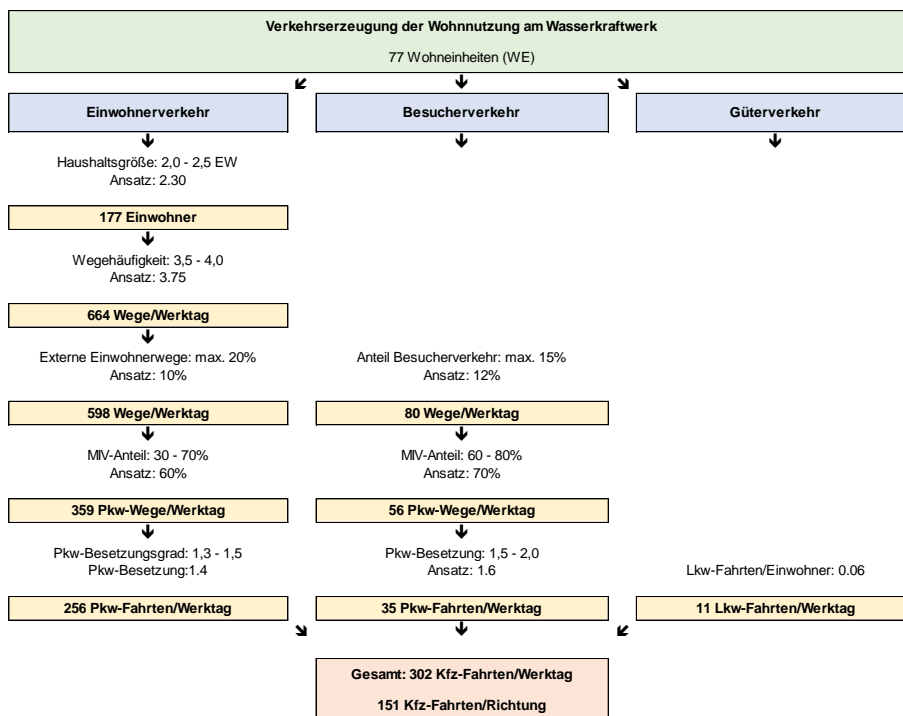 Verkehrserzeugung der Wohnnutzung am Wasserkraftwerk
77 Wohneinheiten (WE)
Einwohnerverkehr
Besucherverkehr
Güterverkehr
Haushaltsgröße: 2,0 - 2,5 EW
Ansatz: 2.30
177 Einwohner
Wegehäufigkeit: 3,5 - 4,0
Ansatz: 3.75
664 Wege/Werktag
Externe Einwohnerwege: max. 20%
Ansatz: 10%
Anteil Besucherverkehr: max. 15%
Ansatz: 12%
598 Wege/Werktag
80 Wege/Werktag
MIV-Anteil: 30 - 70%
Ansatz: 60%
MIV-Anteil: 60 - 80%
Ansatz: 70%
359 Pkw-Wege/Werktag
56 Pkw-Wege/Werktag
Pkw-Besetzungsgrad: 1,3 - 1,5
Pkw-Besetzung:1.4
Pkw-Besetzung: 1,5 - 2,0
Ansatz: 1.6
Lkw-Fahrten/Einwohner: 0.06
256 Pkw-Fahrten/Werktag
35 Pkw-Fahrten/Werktag
11 Lkw-Fahrten/Werktag
Gesamt: 302 Kfz-Fahrten/Werktag
151 Kfz-Fahrten/Richtung